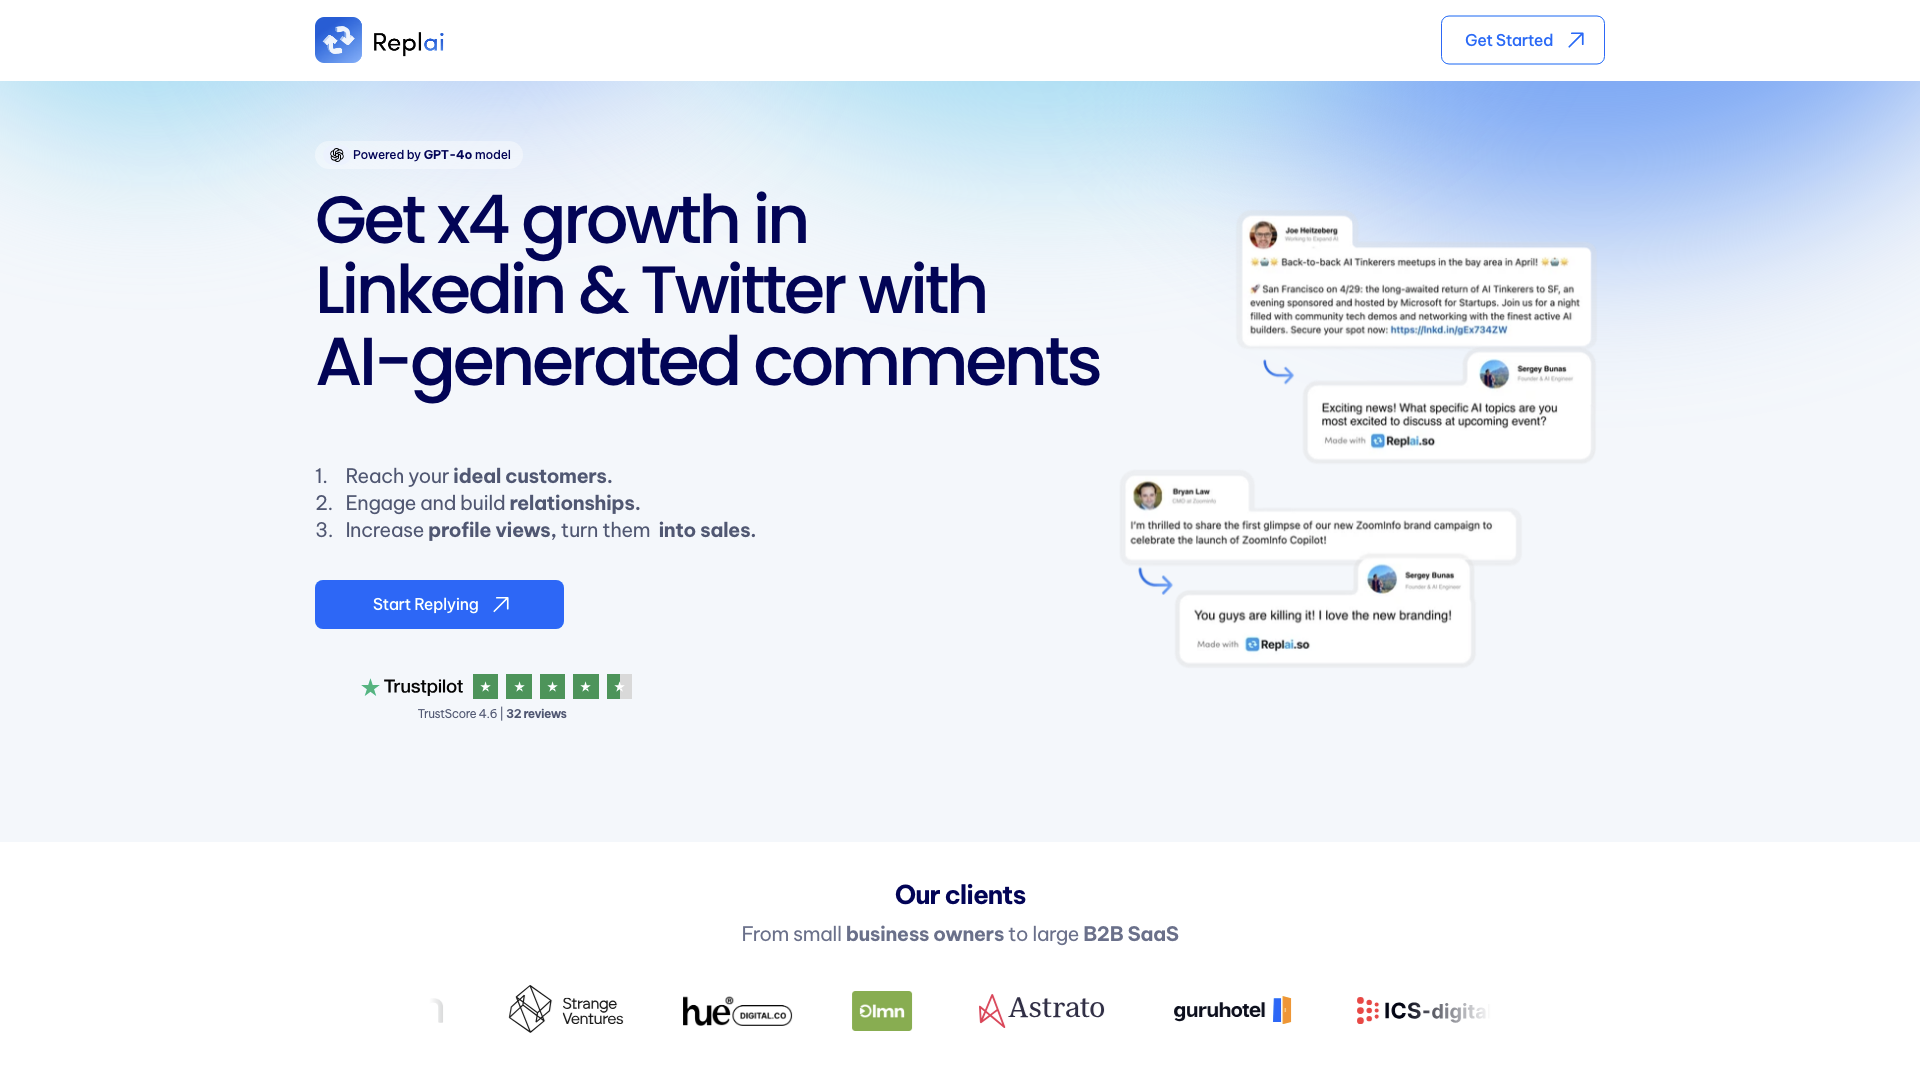 Replai
Get Started
Powered by GPT-4o model
Get x4 growth in
Linkedin & Twitter with
AI-generated comments
1. Reach your ideal customers.
2. Engage and build relationships.
3. Increase profile views, turn them into sales.
Start Replying
Trustpilot
TrustScore 4.6 | 32 reviews
Joe Heitzeberg
Working to Expand AI
Back-to-back AI Tinkerers meetups in the bay area in April!
San Francisco on 4/29: the long-awaited return of AI Tinkerers to SF, an
evening sponsored and hosted by Microsoft for Startups. Join us for a night
filled with community tech demos and networking with the finest active AI
builders. Secure your spot now: https://lnkd.in/gEx734ZW
Sergey Bunas
Founder & AI Engineer
Exciting news! What specific AI topics are you
most excited to discuss at upcoming event?
Made with Replai.so
Bryan Law
CMO at ZoomInfo
I'm thrilled to share the first glimpse of our new ZoomInfo brand campaign to
celebrate the launch of ZoomInfo Copilot!
Sergey Bunas
Founder & AI Engineer
You guys are killing it! I love the new branding!
Made with Replai.so
Our clients
From small business owners to large B2B SaaS
Strange
Ventures
hue® DIGITAL.CO
Olmn
Astrato
guruhotel
ICS-digita